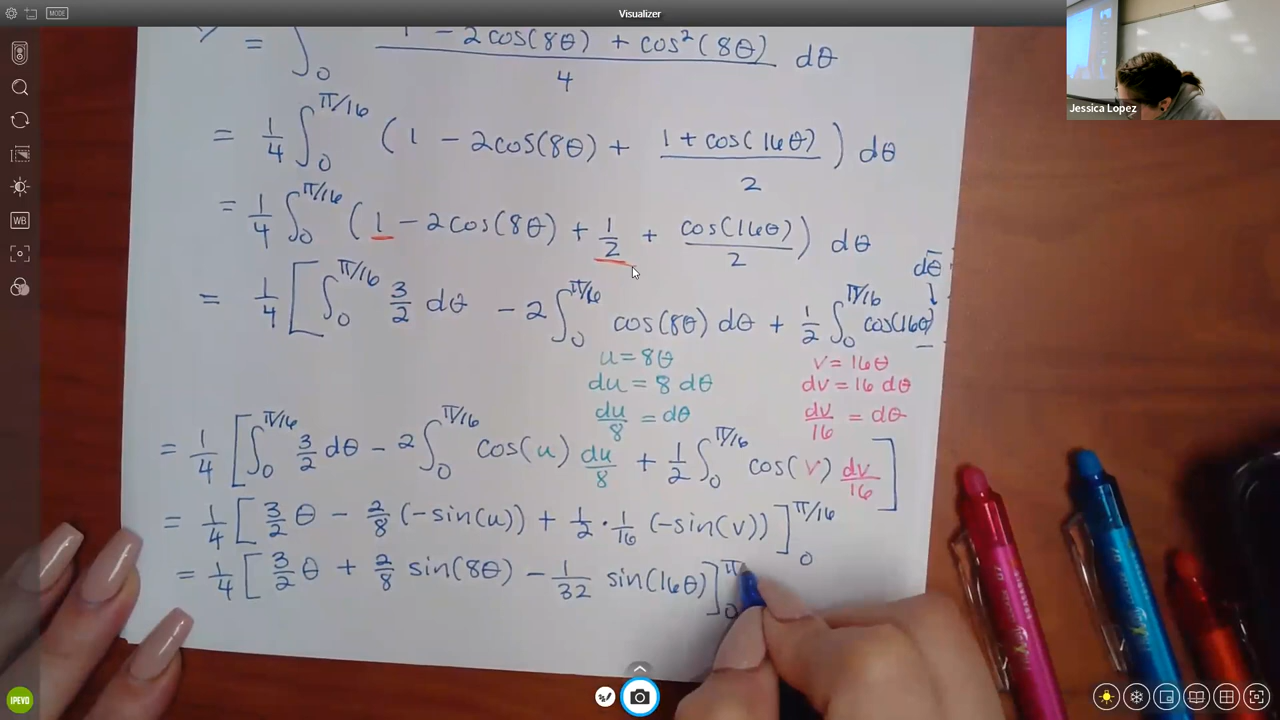 MODE
Visualizer
= ∫₀ 1 - 2cos(8θ) + cos²(8θ) / 4 dθ
= 1/4 ∫₀^π/16 (1 - 2cos(8θ) + (1 + cos(16θ))/2) dθ
Jessica Lopez
= 1/4 ∫₀^π/16 (1 - 2cos(8θ) + 1/2 + cos(16θ)/2) dθ
WB
dθ
↓
= 1/4 [ ∫₀^π/16 3/2 dθ - 2 ∫₀^π/16 cos(8θ) dθ + 1/2 ∫₀^π/16 cos(16θ)
u = 8θ
du = 8 dθ
du/8 = dθ
v = 16θ
dv = 16 dθ
dv/16 = dθ
= 1/4 [ ∫₀^π/16 3/2 dθ - 2 ∫₀^π/16 cos(u) du/8 + 1/2 ∫₀^π/16 cos(v) dv/16 ]
= 1/4 [ 3/2 θ - 2/8 (-sin(u)) + 1/2 · 1/16 (-sin(v)) ]₀^π/16
= 1/4 [ 3/2 θ + 2/8 sin(8θ) - 1/32 sin(16θ) ]₀^π
IPEVO